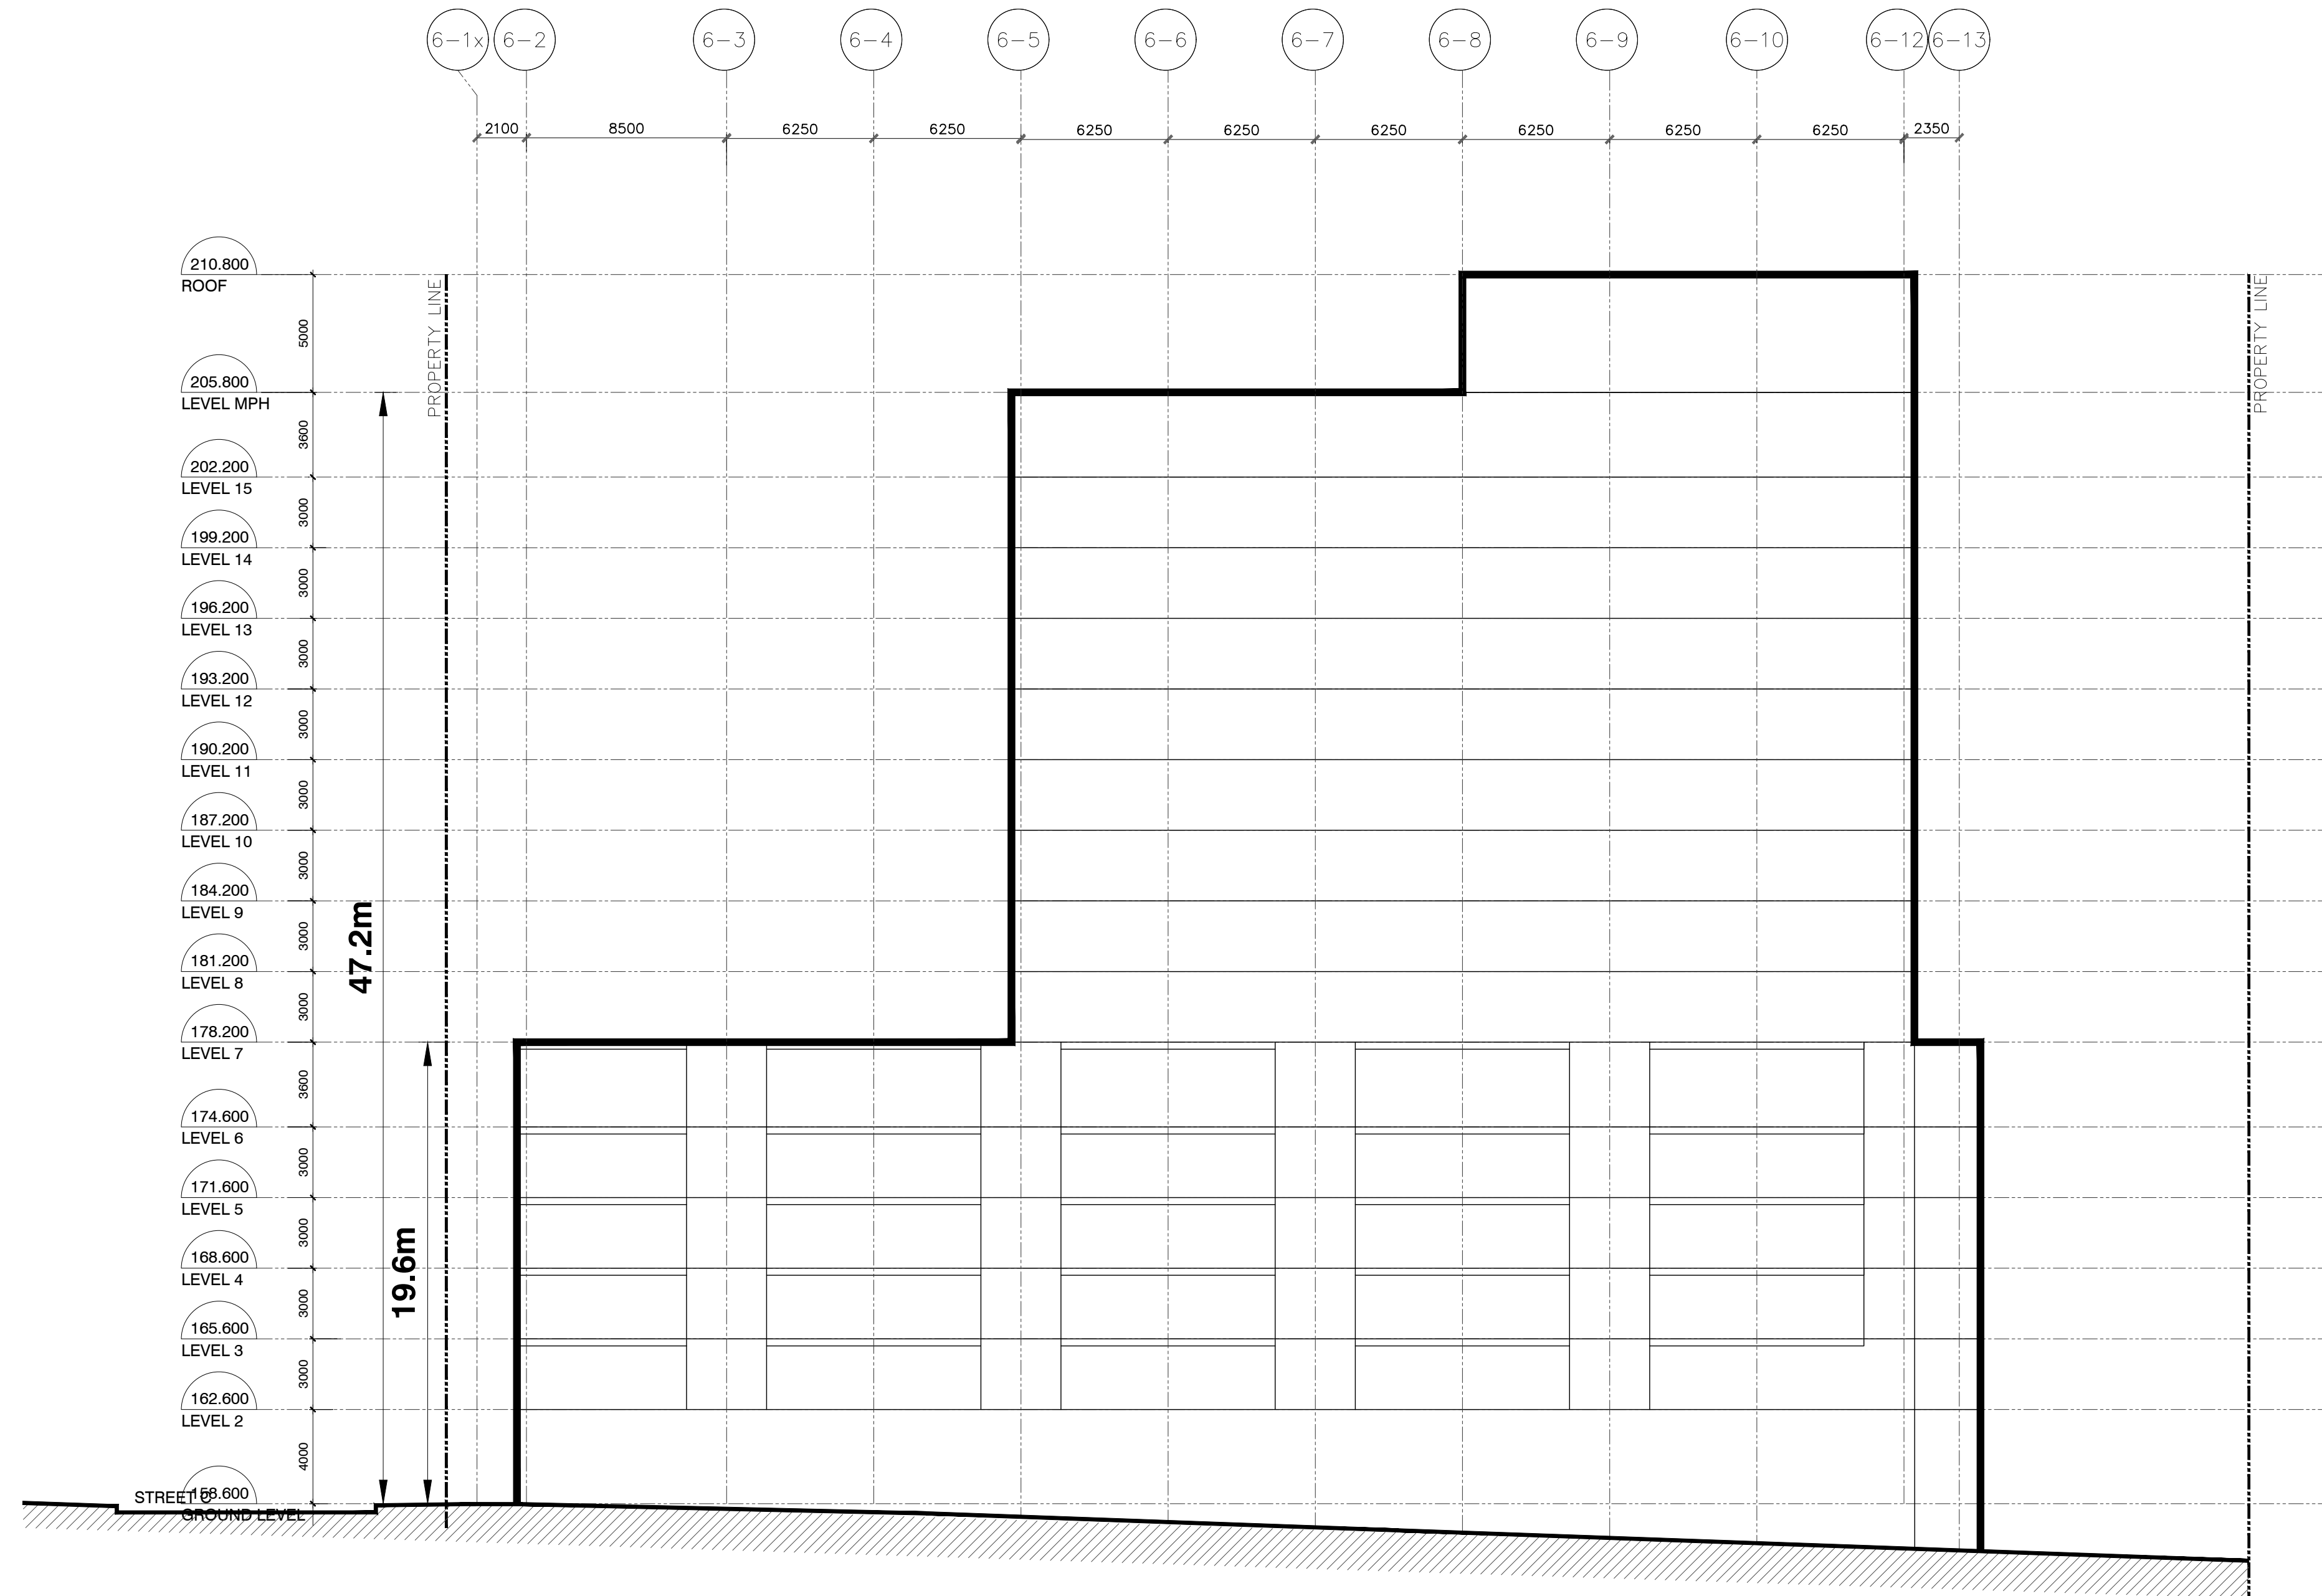 6-1x 6-2 6-3 6-4 6-5 6-6 6-7 6-8 6-9 6-10 6-12 6-13
2100 8500 6250 6250 6250 6250 6250 6250 6250 6250 2350
210.800
ROOF
PROPERTY LINE
PROPERTY LINE
5000
205.800
LEVEL MPH
3600
202.200
LEVEL 15
3000
199.200
LEVEL 14
3000
196.200
LEVEL 13
3000
193.200
LEVEL 12
3000
190.200
LEVEL 11
3000
187.200
LEVEL 10
3000
184.200
LEVEL 9
47.2m
3000
181.200
LEVEL 8
3000
178.200
LEVEL 7
3600
174.600
LEVEL 6
3000
171.600
LEVEL 5
3000
19.6m
168.600
LEVEL 4
3000
165.600
LEVEL 3
3000
162.600
LEVEL 2
4000
158.600
STREET C
GROUND LEVEL